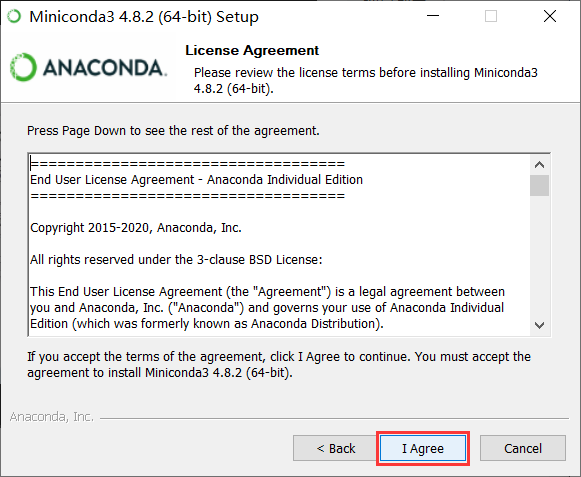 Miniconda3 4.8.2 (64-bit) Setup
License Agreement
ANACONDA.
Please review the license terms before installing Miniconda3
4.8.2 (64-bit).
Press Page Down to see the rest of the agreement.
===================================
End User License Agreement - Anaconda Individual Edition
===================================
Copyright 2015-2020, Anaconda, Inc.
All rights reserved under the 3-clause BSD License:
This End User License Agreement (the "Agreement") is a legal agreement between
you and Anaconda, Inc. ("Anaconda") and governs your use of Anaconda Individual
Edition (which was formerly known as Anaconda Distribution).
If you accept the terms of the agreement, click I Agree to continue. You must accept the
agreement to install Miniconda3 4.8.2 (64-bit).
Anaconda, Inc.
< Back
I Agree
Cancel